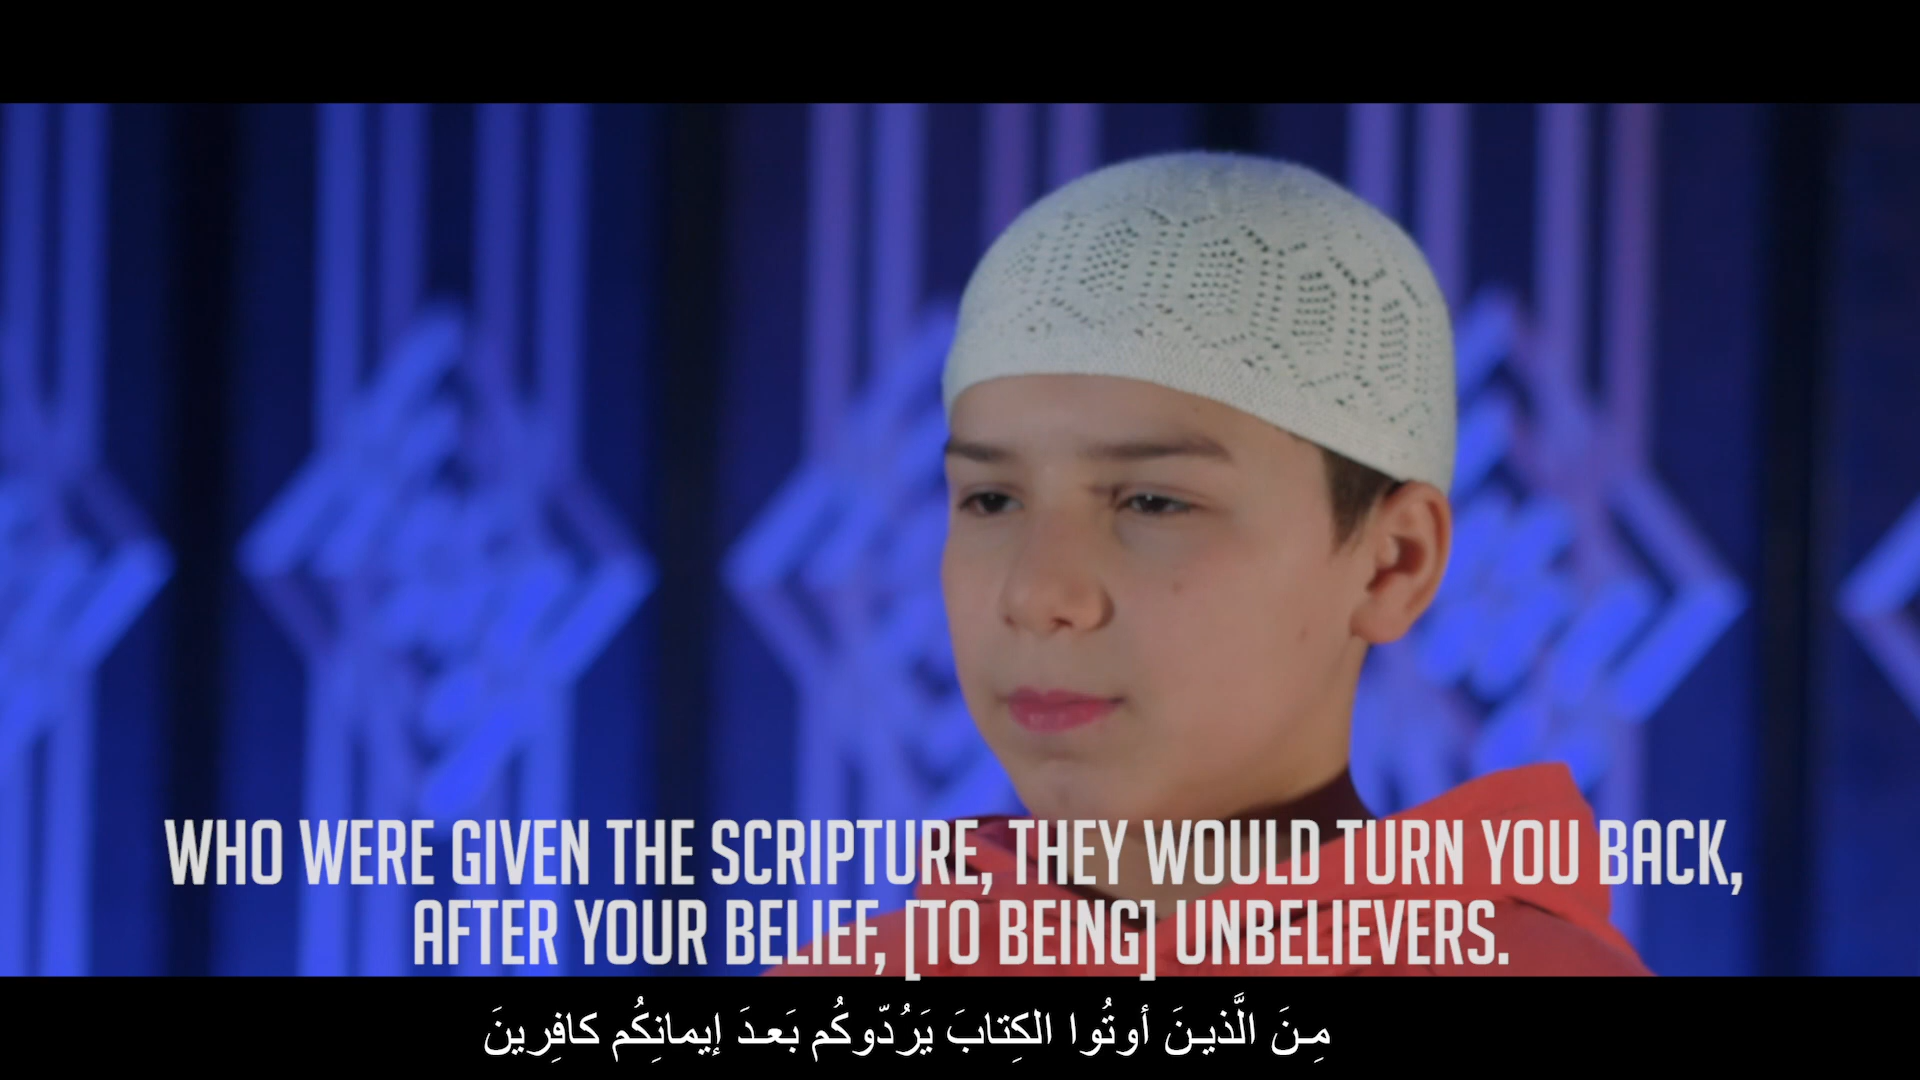 WHO WERE GIVEN THE SCRIPTURE, THEY WOULD TURN YOU BACK,
AFTER YOUR BELIEF, [TO BEING] UNBELIEVERS.
مِنَ الَّذينَ أوتُوا الكِتابَ يَرُدّوكُم بَعدَ إيمانِكُم كافِرينَ